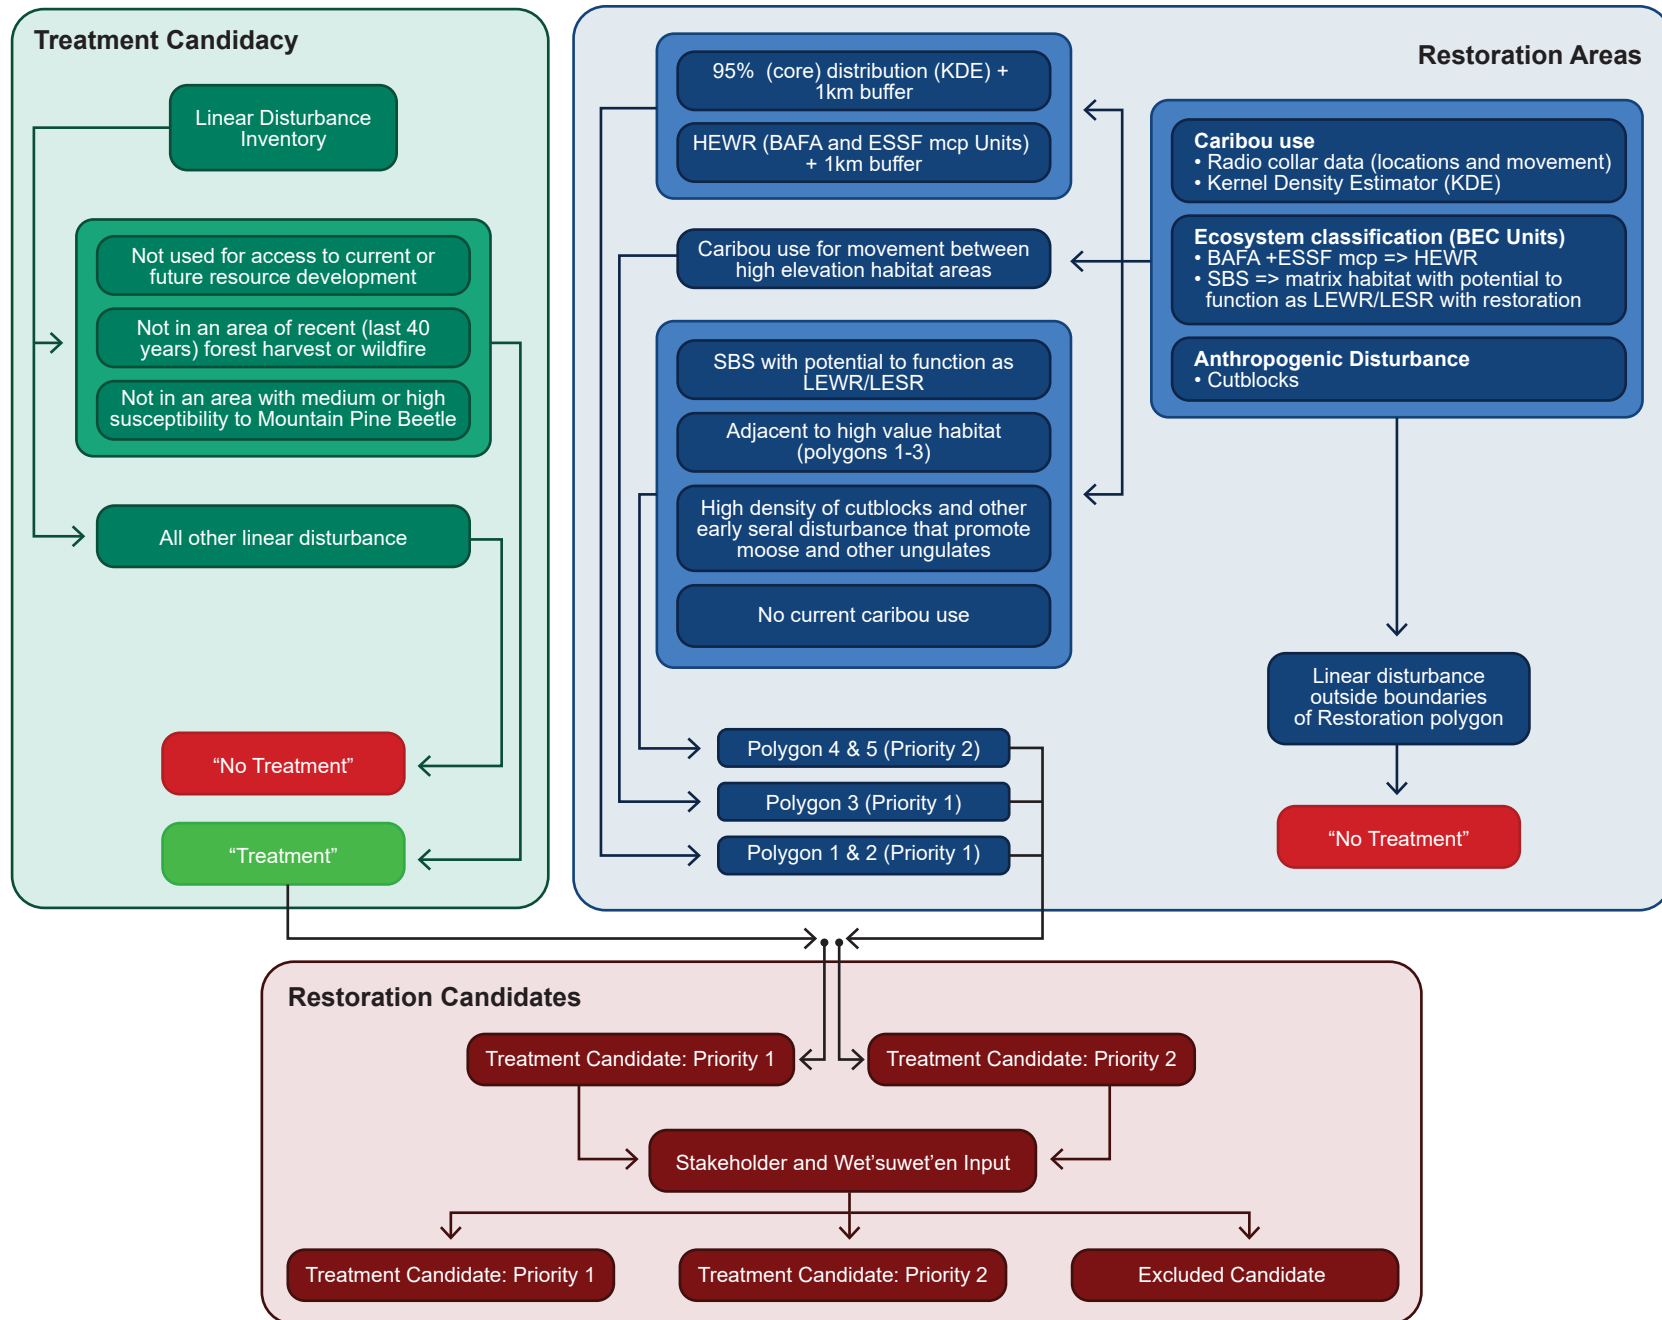 Treatment Candidacy
Linear Disturbance
Inventory
Not used for access to current or
future resource development
Not in an area of recent (last 40
years) forest harvest or wildfire
Not in an area with medium or high
susceptibility to Mountain Pine Beetle
All other linear disturbance
“No Treatment”
“Treatment”
Restoration Areas
95%  (core) distribution (KDE) +
1km buffer
HEWR (BAFA and ESSF mcp Units)
+ 1km buffer
Caribou use for movement between
high elevation habitat areas
SBS with potential to function as
LEWR/LESR
Adjacent to high value habitat
(polygons 1-3)
High density of cutblocks and other
early seral disturbance that promote
moose and other ungulates
No current caribou use
Polygon 4 & 5 (Priority 2)
Polygon 3 (Priority 1)
Polygon 1 & 2 (Priority 1)
Caribou use
• Radio collar data (locations and movement)
• Kernel Density Estimator (KDE)
Ecosystem classification (BEC Units)
• BAFA +ESSF mcp => HEWR
• SBS => matrix habitat with potential to
function as LEWR/LESR with restoration
Anthropogenic Disturbance
• Cutblocks
Linear disturbance
outside boundaries
of Restoration polygon
“No Treatment”
Restoration Candidates
Treatment Candidate: Priority 1
Treatment Candidate: Priority 2
Stakeholder and Wet’suwet’en Input
Treatment Candidate: Priority 1
Treatment Candidate: Priority 2
Excluded Candidate